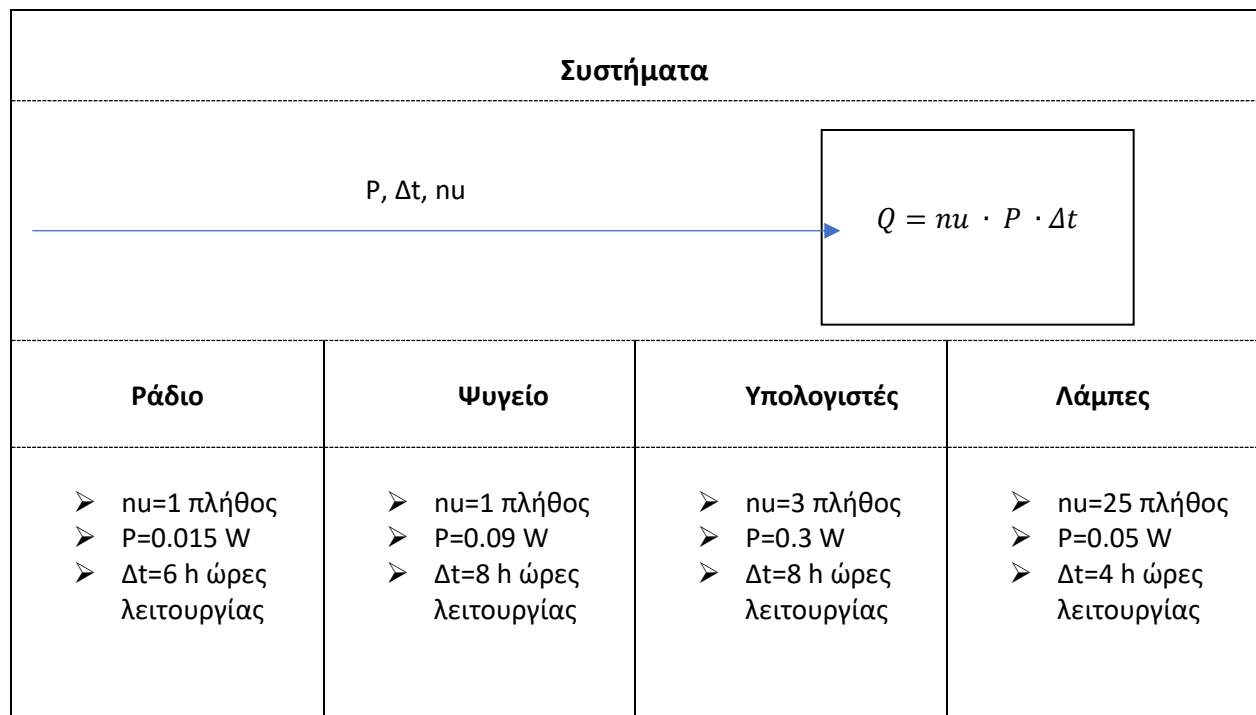 Συστήματα
P, Δt, nu
Q = nu · P · Δt
Ράδιο
Ψυγείο
Υπολογιστές
Λάμπες
➢ nu=1 πλήθος
➢ P=0.015 W
➢ Δt=6 h ώρες
λειτουργίας
➢ nu=1 πλήθος
➢ P=0.09 W
➢ Δt=8 h ώρες
λειτουργίας
➢ nu=3 πλήθος
➢ P=0.3 W
➢ Δt=8 h ώρες
λειτουργίας
➢ nu=25 πλήθος
➢ P=0.05 W
➢ Δt=4 h ώρες
λειτουργίας